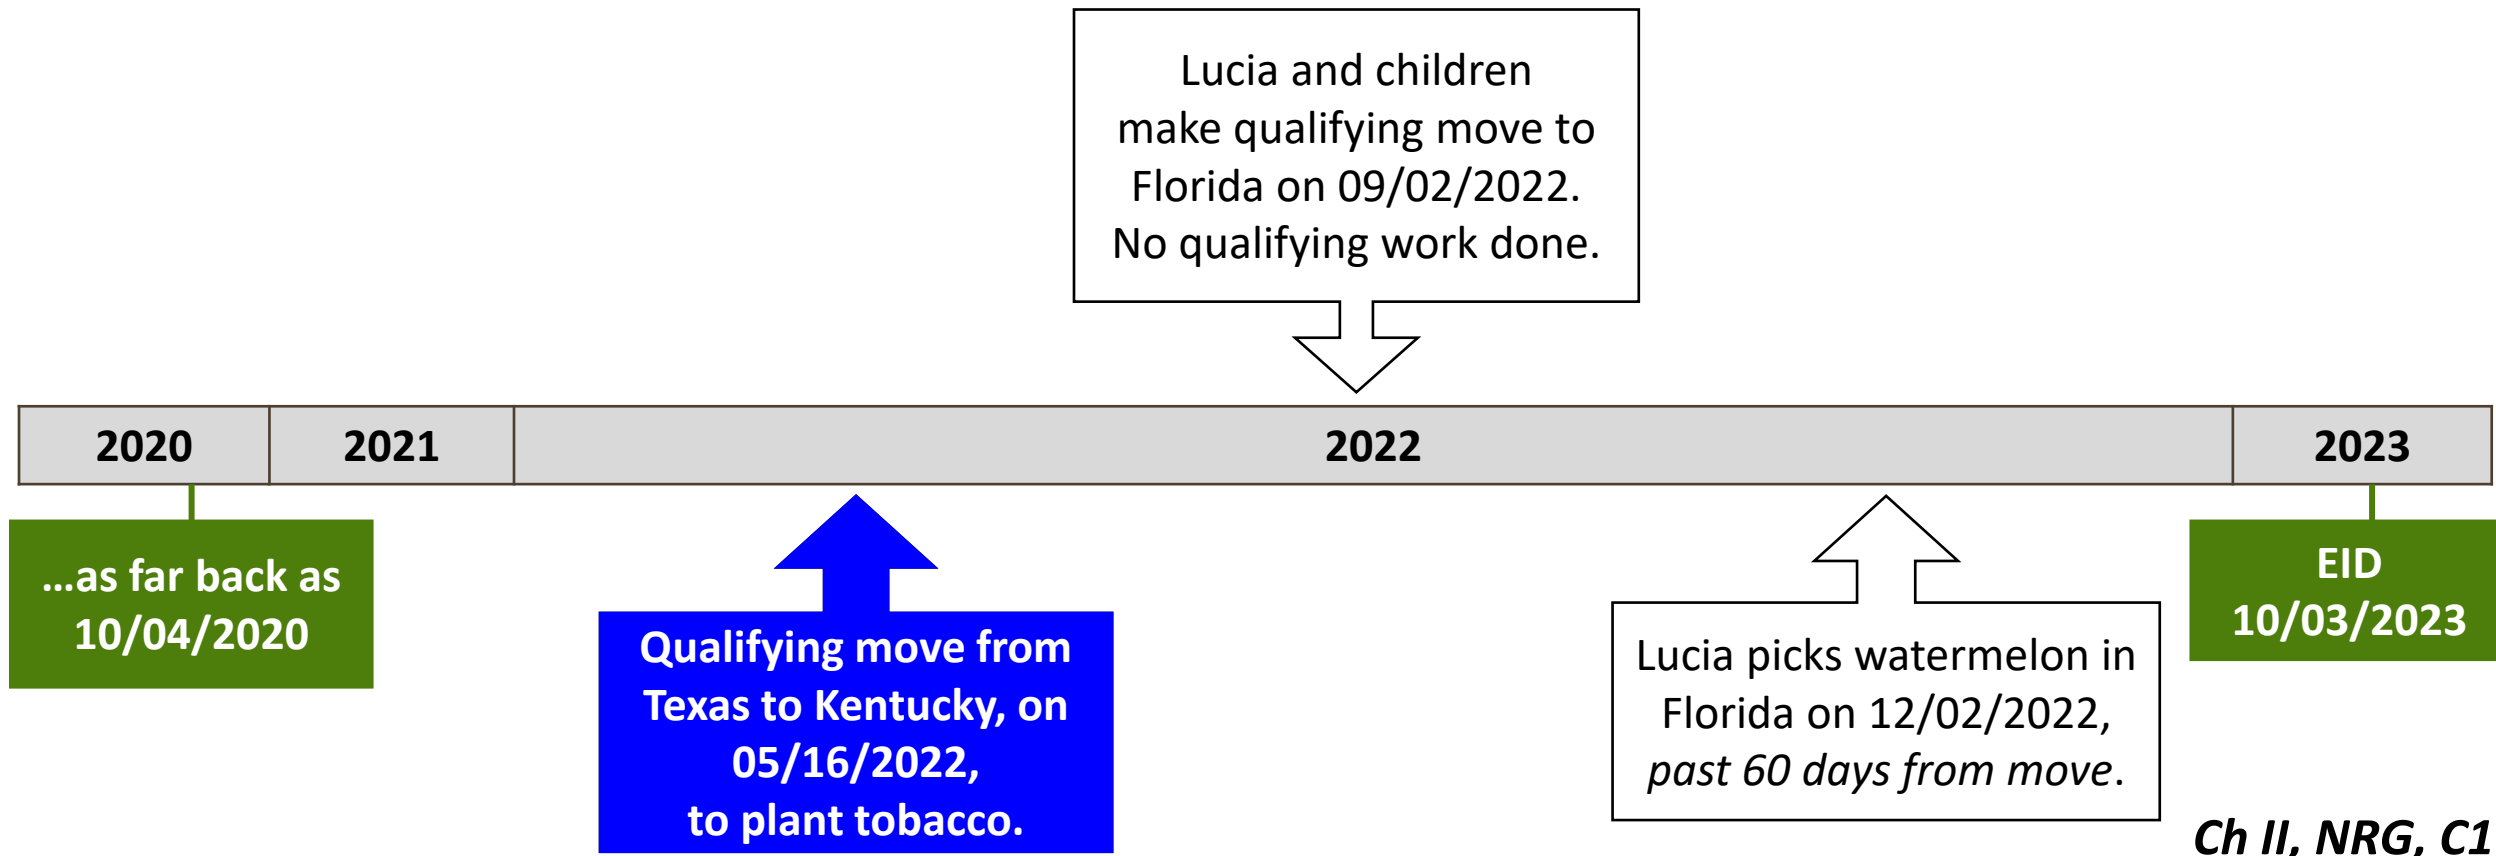 Lucia and children
make qualifying move to
Florida on 09/02/2022.
No qualifying work done.
2020
2021
2022
2023
...as far back as
10/04/2020
Qualifying move from
Texas to Kentucky, on
05/16/2022,
to plant tobacco.
Lucia picks watermelon in
Florida on 12/02/2022,
past 60 days from move.
EID
10/03/2023
Ch II, NRG, C1